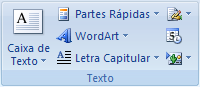 Caixa de
Texto
Partes Rápidas
WordArt
Letra Capitular
Texto